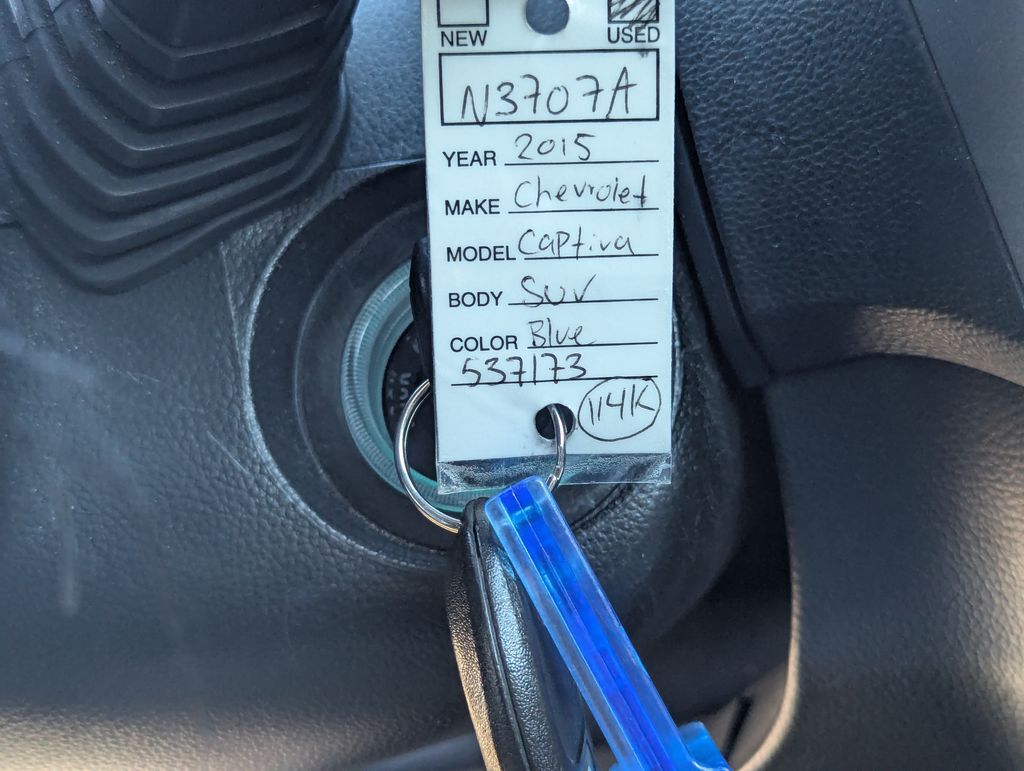 NEW USED
N3707A
YEAR 2015
MAKE Chevrolet
MODEL Captiva
BODY SUV
COLOR Blue
537173
114K